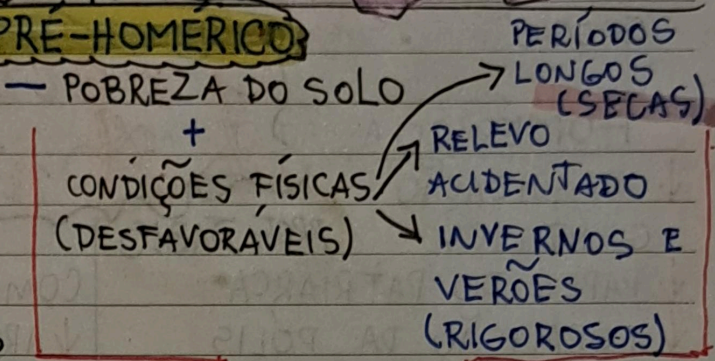 PRÉ-HOMÉRICO
PERÍODOS
LONGOS
(SECAS)
— POBREZA DO SOLO
+
CONDIÇÕES FÍSICAS
(DESFAVORÁVEIS)
RELEVO
ACIDENTADO
INVERNOS E
VERÕES
(RIGOROSOS)